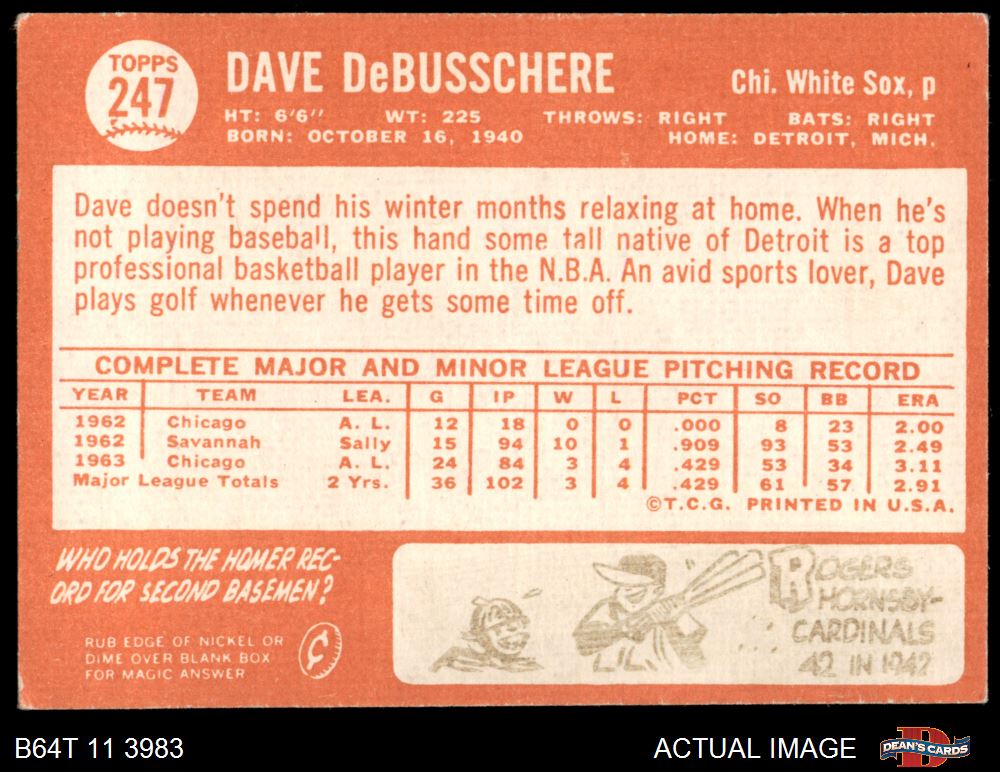 TOPPS
247
DAVE DeBUSSCHERE
Chi. White Sox, p
HT: 6'6" WT: 225 THROWS: RIGHT BATS: RIGHT
BORN: OCTOBER 16, 1940 HOME: DETROIT, MICH.
Dave doesn't spend his winter months relaxing at home. When he's
not playing baseball, this hand some tall native of Detroit is a top
professional basketball player in the N.B.A. An avid sports lover, Dave
plays golf whenever he gets some time off.
COMPLETE MAJOR AND MINOR LEAGUE PITCHING RECORD
YEAR TEAM LEA. G IP W L PCT SO BB ERA
1962 Chicago A. L. 12 18 0 0 .000 8 23 2.00
1962 Savannah Sally 15 94 10 1 .909 93 53 2.49
1963 Chicago A. L. 24 84 3 4 .429 53 34 3.11
Major League Totals 2 Yrs. 36 102 3 4 .429 61 57 2.91
©T.C.G. PRINTED IN U.S.A.
WHO HOLDS THE HOMER REC-
ORD FOR SECOND BASEMEN?
RUB EDGE OF NICKEL OR
DIME OVER BLANK BOX
FOR MAGIC ANSWER
¢
ROGERS
HORNSBY-
CARDINALS
42 IN 1942
B64T 11 3983
ACTUAL IMAGE
D
DEAN'S CARDS